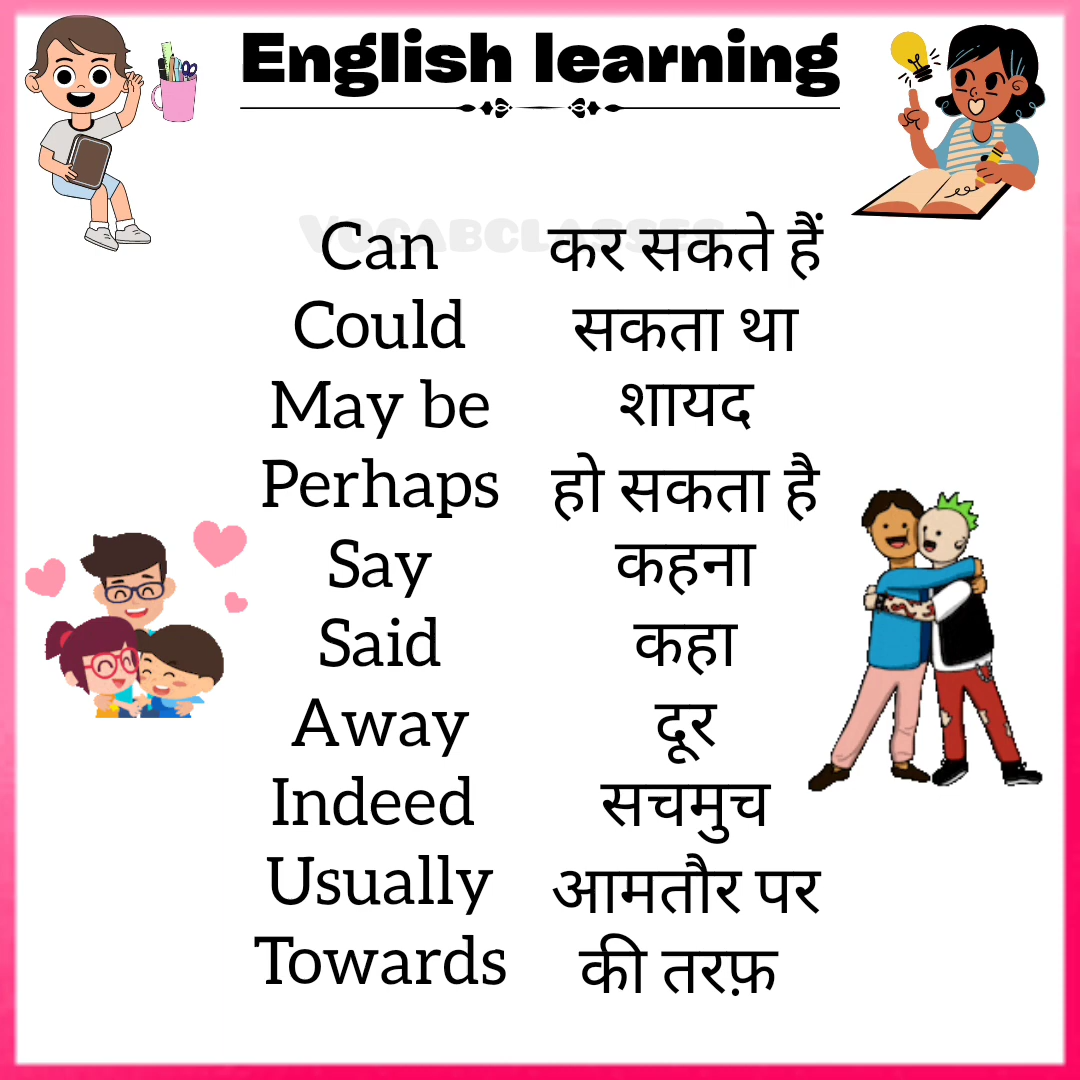 English learning
VOCABCLASSES
Can कर सकते हैं
Could सकता था
May be शायद
Perhaps हो सकता है
Say कहना
Said कहा
Away दूर
Indeed सचमुच
Usually आमतौर पर
Towards की तरफ़